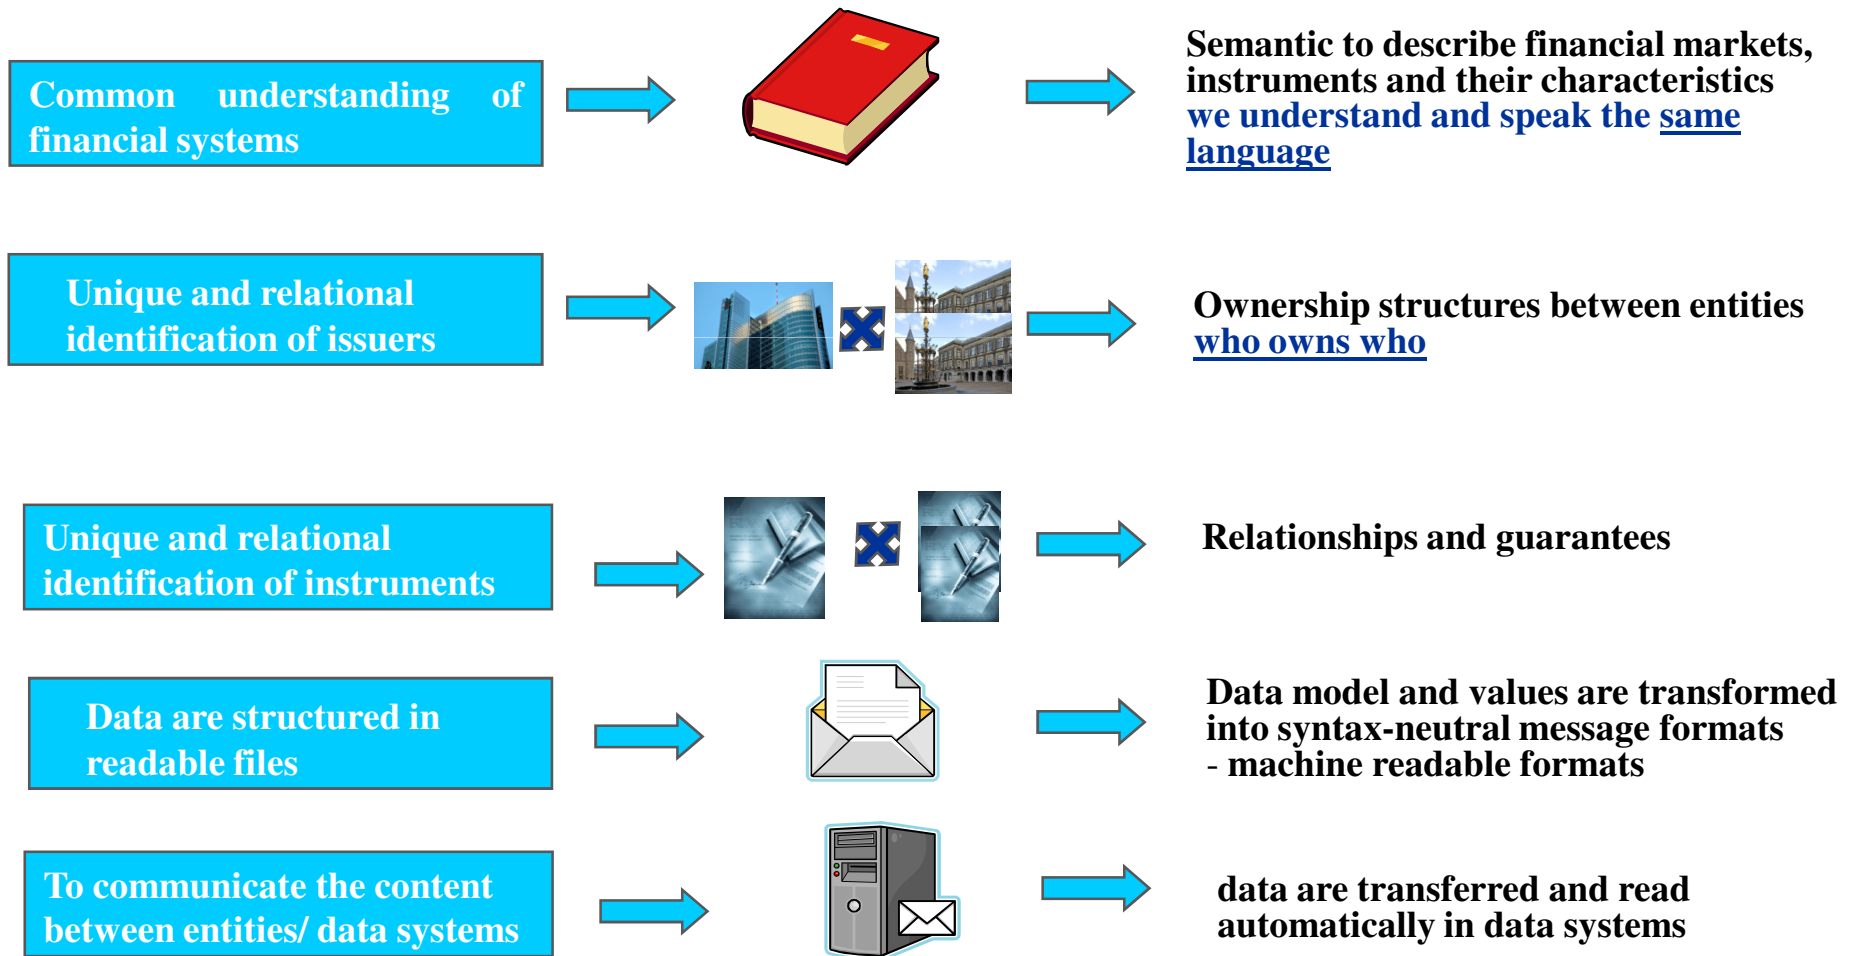 Common understanding of
financial systems
Semantic to describe financial markets,
instruments and their characteristics
we understand and speak the same
language
Unique and relational
identification of issuers
Ownership structures between entities
who owns who
Unique and relational
identification of instruments
Relationships and guarantees
Data are structured in
readable files
Data model and values are transformed
into syntax-neutral message formats
- machine readable formats
To communicate the content
between entities/ data systems
data are transferred and read
automatically in data systems